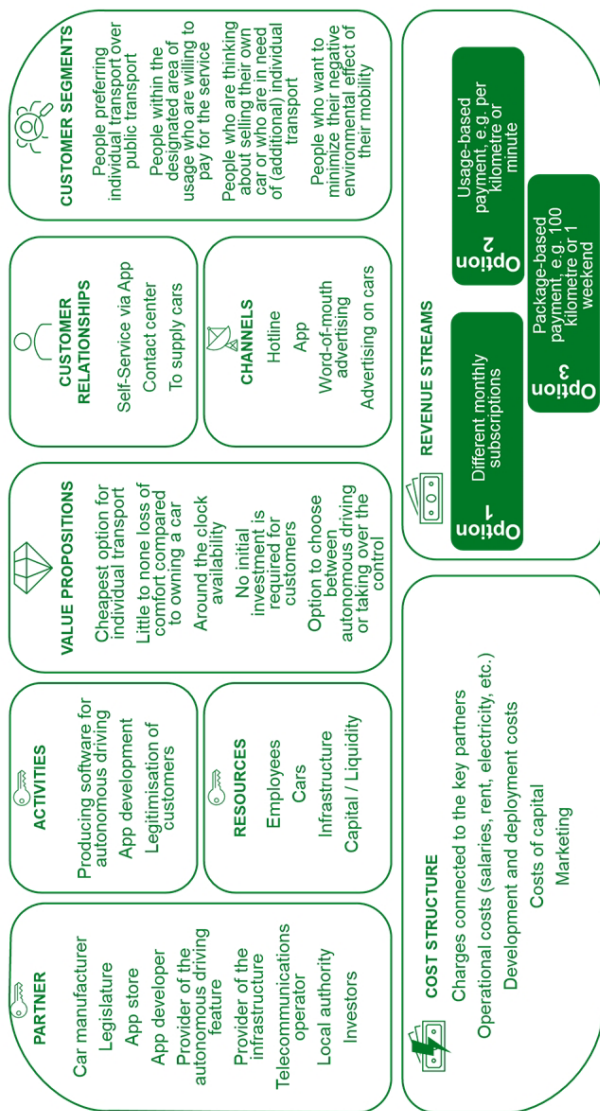 PARTNER
Car manufacturer
Legislature
App store
App developer
Provider of the
autonomous driving
feature
Provider of the
infrastructure
Telecommunications
operator
Local authority
Investors
ACTIVITIES
Producing software for
autonomous driving
App development
Legitimisation of
customers
RESOURCES
Employees
Cars
Infrastructure
Capital / Liquidity
VALUE PROPOSITIONS
Cheapest option for
individual transport
Little to none loss of
comfort compared
to owning a car
Around the clock
availability
No initial
investment is
required for
customers
Option to choose
between
autonomous driving
or taking over the
control
CUSTOMER
RELATIONSHIPS
Self-Service via App
Contact center
To supply cars
CHANNELS
Hotline
App
Word-of-mouth
advertising
Advertising on cars
CUSTOMER SEGMENTS
People preferring
individual transport over
public transport
People within the
designated area of
usage who are willing to
pay for the service
People who are thinking
about selling their own
car or who are in need
of (additional) individual
transport
People who want to
minimize their negative
environmental effect of
their mobility
COST STRUCTURE
Charges connected to the key partners
Operational costs (salaries, rent, electricity, etc.)
Development and deployment costs
Costs of capital
Marketing
REVENUE STREAMS
Option
1
Different monthly
subscriptions
Option
2
Usage-based
payment, e.g. per
kilometre or
minute
Option
3
Package-based
payment, e.g. 100
kilometre or 1
weekend